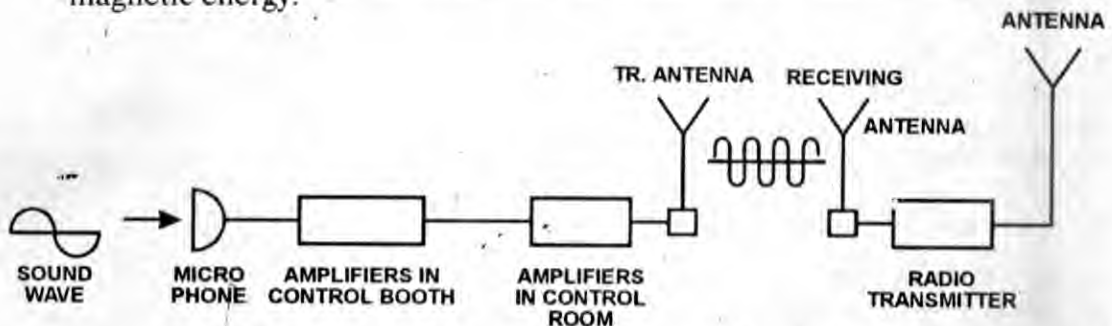 magnetic energy.
ANTENNA
TR. ANTENNA
RECEIVING
ANTENNA
SOUND
WAVE
MICRO
PHONE
AMPLIFIERS IN
CONTROL BOOTH
AMPLIFIERS
IN CONTROL
ROOM
RADIO
TRANSMITTER